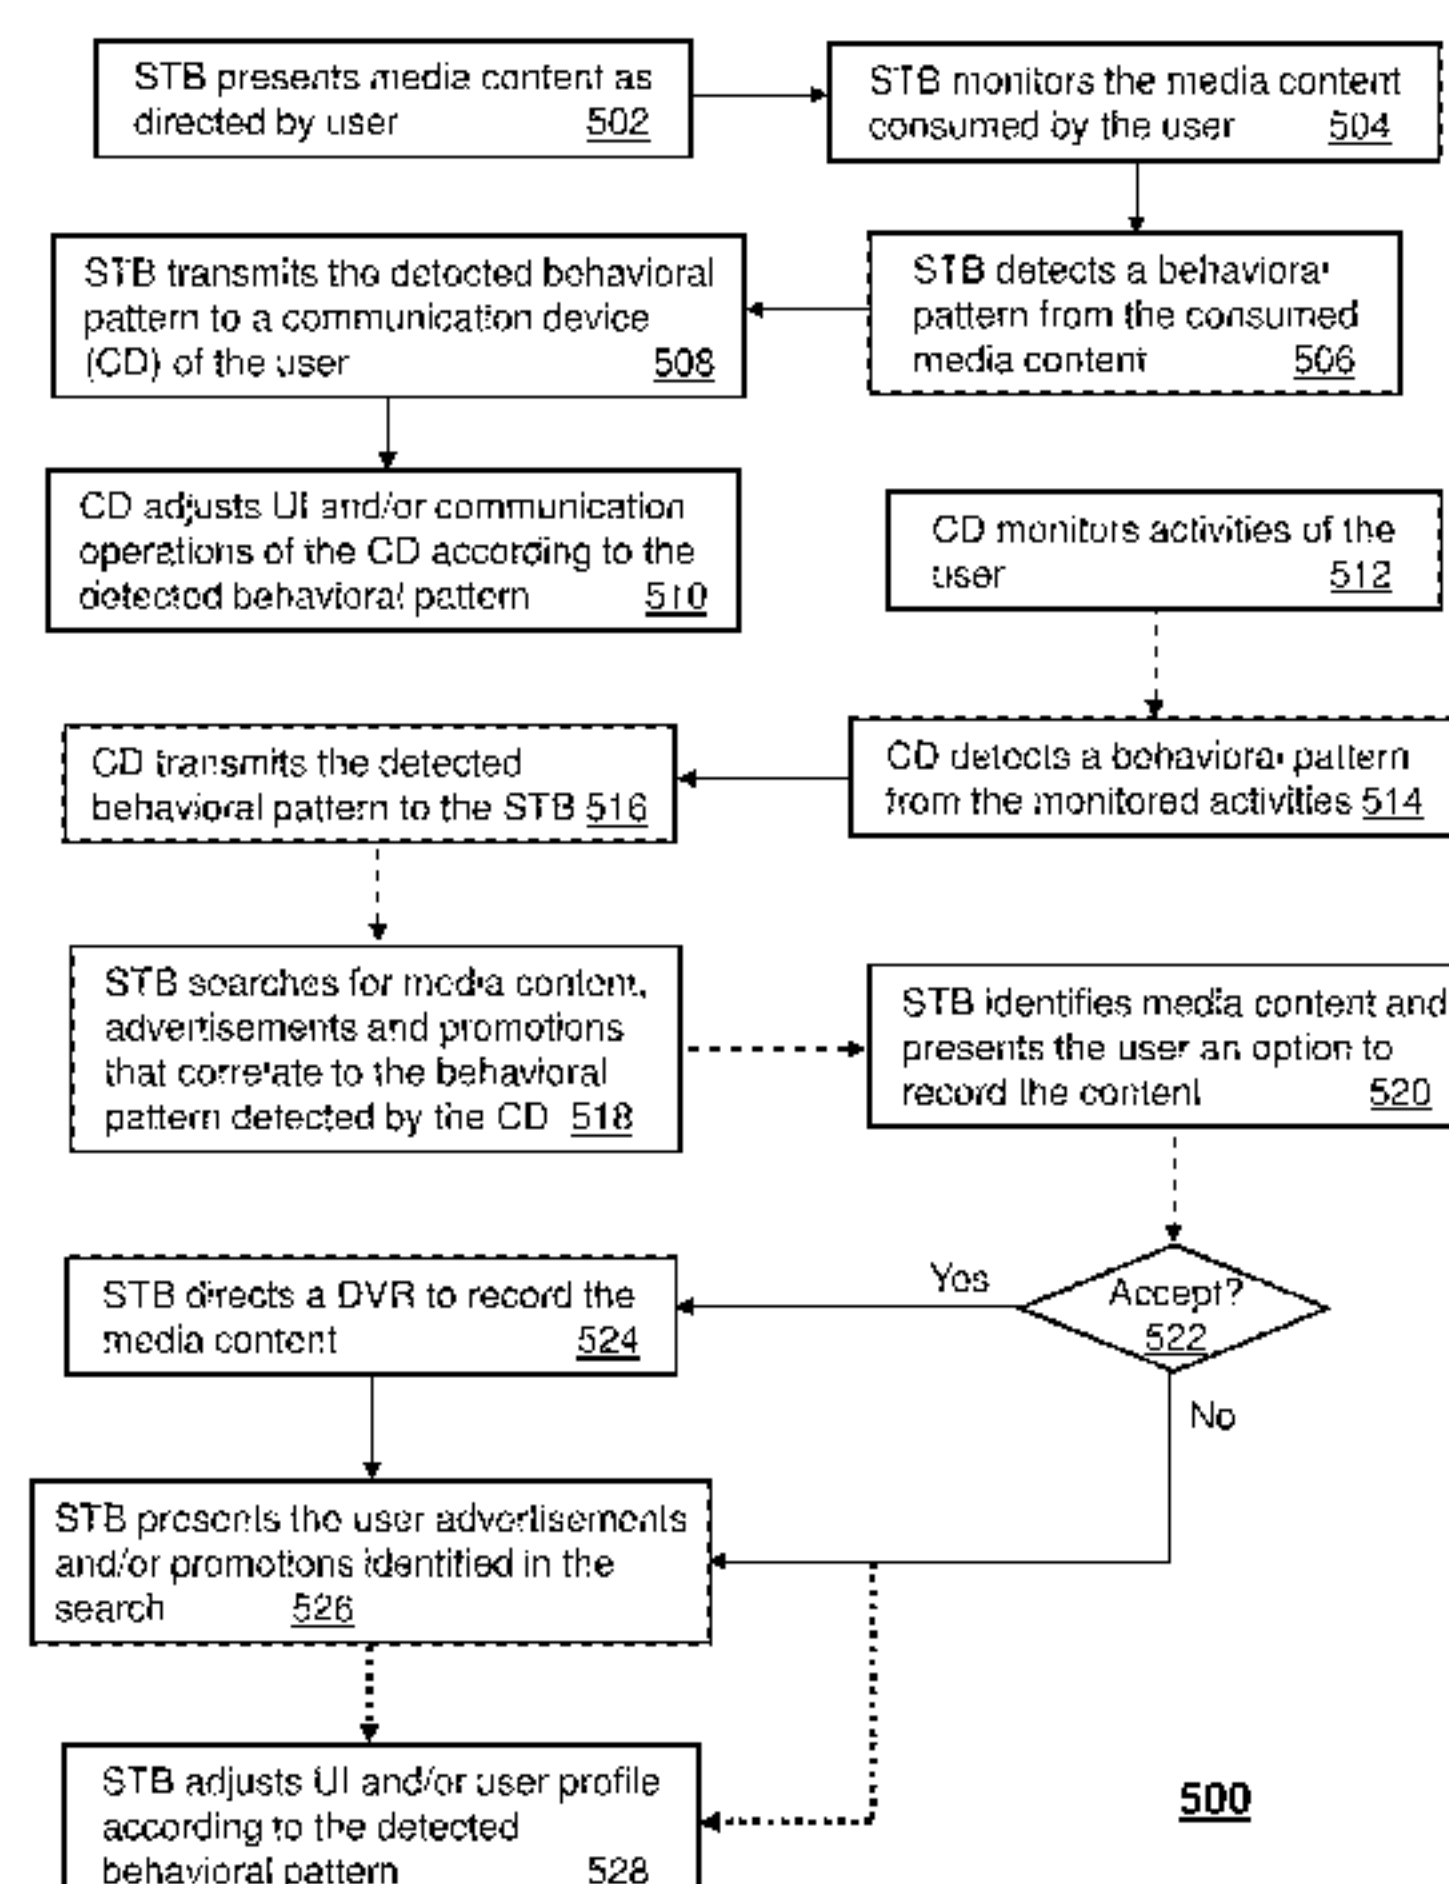 STB presents media content as
directed by user 502
STB monitors the media content
consumed by the user 504
STB detects a behavioral
pattern from the consumed
media content 506
STB transmits the detected behavioral
pattern to a communication device
(CD) of the user 508
CD adjusts UI and/or communication
operations of the CD according to the
detected behavioral pattern 510
CD monitors activities of the
user 512
CD detects a behavioral pattern
from the monitored activities 514
CD transmits the detected
behavioral pattern to the STB 516
STB searches for media content,
advertisements and promotions
that correlate to the behavioral
pattern detected by the CD 518
STB identifies media content and
presents the user an option to
record the content 520
Accept?
522
Yes
No
STB directs a DVR to record the
media content 524
STB presents the user advertisements
and/or promotions identified in the
search 526
STB adjusts UI and/or user profile
according to the detected
behavioral pattern 528
500